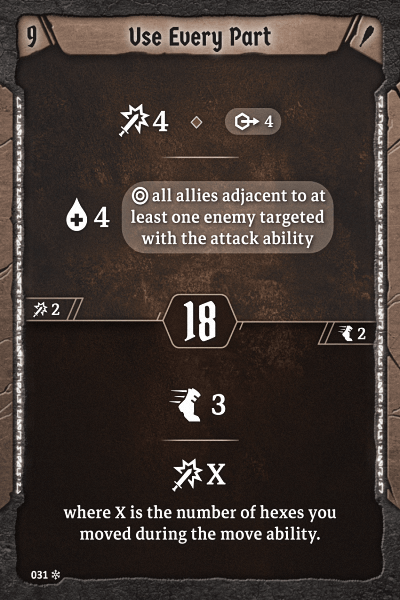 9
Use Every Part
4
4
4
all allies adjacent to at
least one enemy targeted
with the attack ability
2
18
2
3
X
where X is the number of hexes you
moved during the move ability.
031